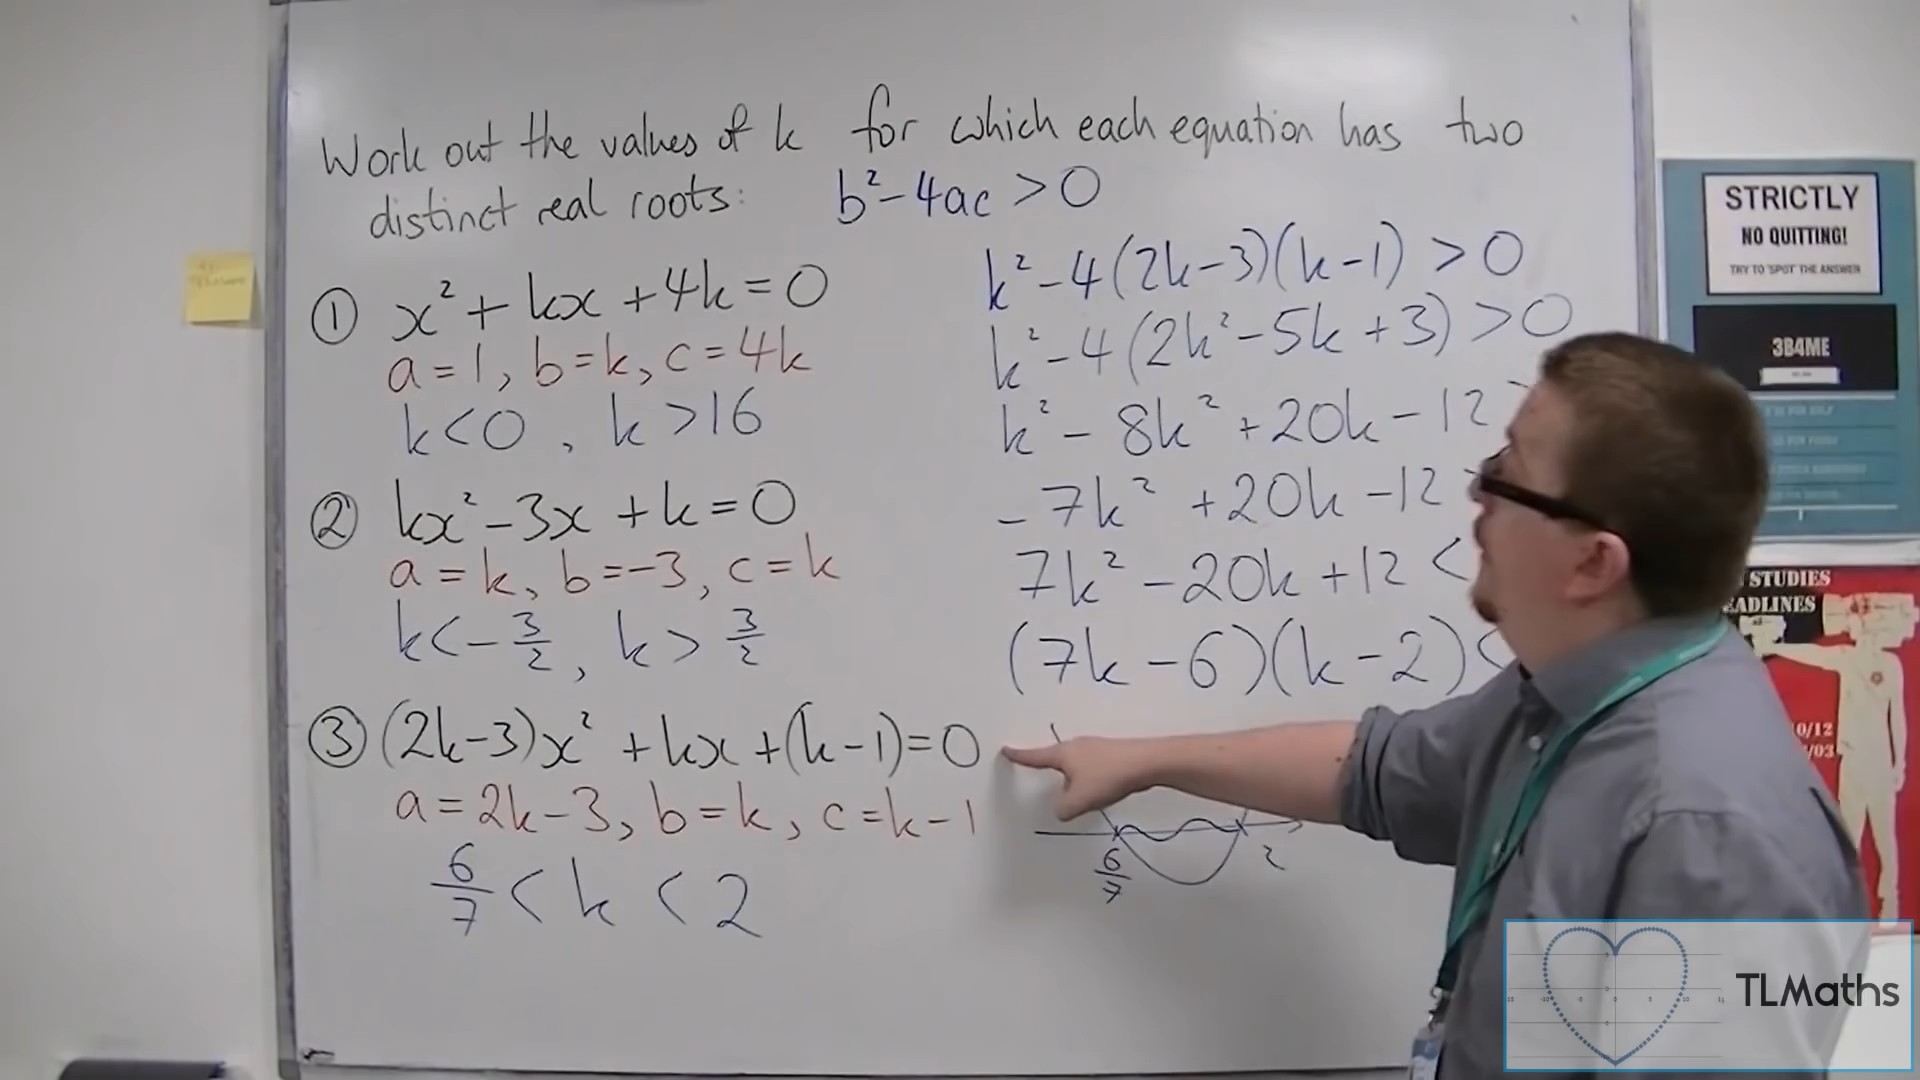 Work out the values of k for which each equation has two
distinct real roots: b²-4ac > 0
① x² + kx + 4k = 0
a = 1, b = k, c = 4k
k < 0 , k > 16
② kx² - 3x + k = 0
a = k, b = -3, c = k
k < -3/2 , k > 3/2
③ (2k-3)x² + kx + (k-1) = 0
a = 2k-3, b = k, c = k-1
6/7 < k < 2
k² - 4(2k-3)(k-1) > 0
k² - 4(2k² - 5k + 3) > 0
k² - 8k² + 20k - 12 >
-7k² + 20k - 12 >
7k² - 20k + 12 <
(7k - 6)(k - 2) <
6/7 2
STRICTLY
NO QUITTING!
TRY TO 'SPOT' THE ANSWER
3B4ME
STUDIES
EADLINES
0/12
/03
TLMaths